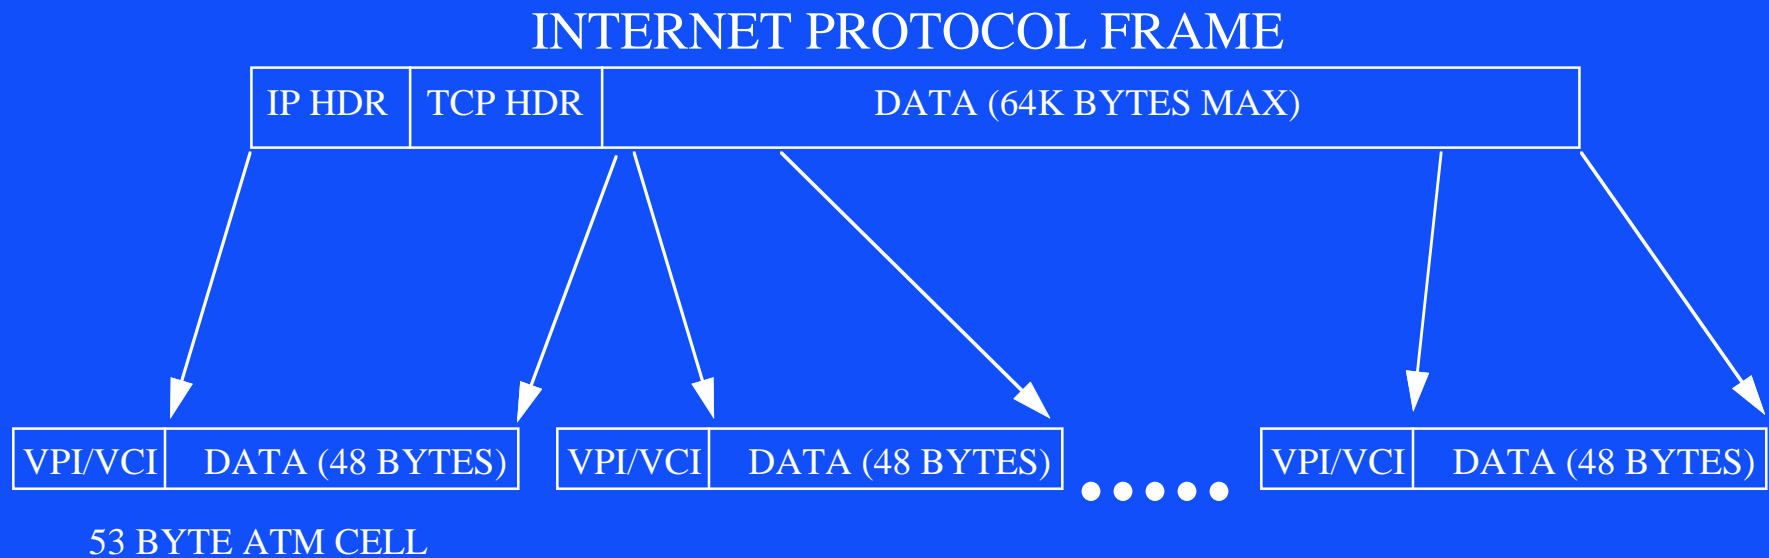 INTERNET PROTOCOL FRAME
IP HDR TCP HDR DATA (64K BYTES MAX)
VPI/VCI DATA (48 BYTES) VPI/VCI DATA (48 BYTES) VPI/VCI DATA (48 BYTES)
53 BYTE ATM CELL